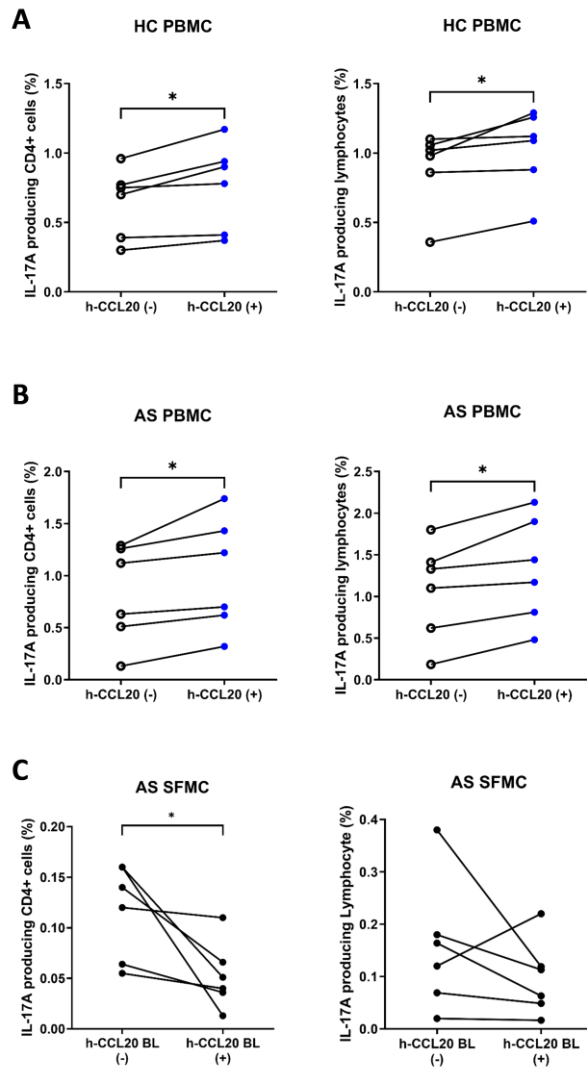 A
HC PBMC
IL-17A producing CD4+ cells (%)
1.5
1.0
0.5
0.0
*
h-CCL20 (-)
h-CCL20 (+)
HC PBMC
IL-17A producing lymphocytes (%)
1.5
1.0
0.5
0.0
*
h-CCL20 (-)
h-CCL20 (+)
B
AS PBMC
IL-17A producing CD4+ cells (%)
2.0
1.5
1.0
0.5
0.0
*
h-CCL20 (-)
h-CCL20 (+)
AS PBMC
IL-17A producing lymphocytes (%)
2.5
2.0
1.5
1.0
0.5
0.0
*
h-CCL20 (-)
h-CCL20 (+)
C
AS SFMC
IL-17A producing CD4+ cells (%)
0.20
0.15
0.10
0.05
0.00
*
h-CCL20 BL
(-)
h-CCL20 BL
(+)
AS SFMC
IL-17A producing Lymphocyte (%)
0.4
0.3
0.2
0.1
0.0
h-CCL20 BL
(-)
h-CCL20 BL
(+)